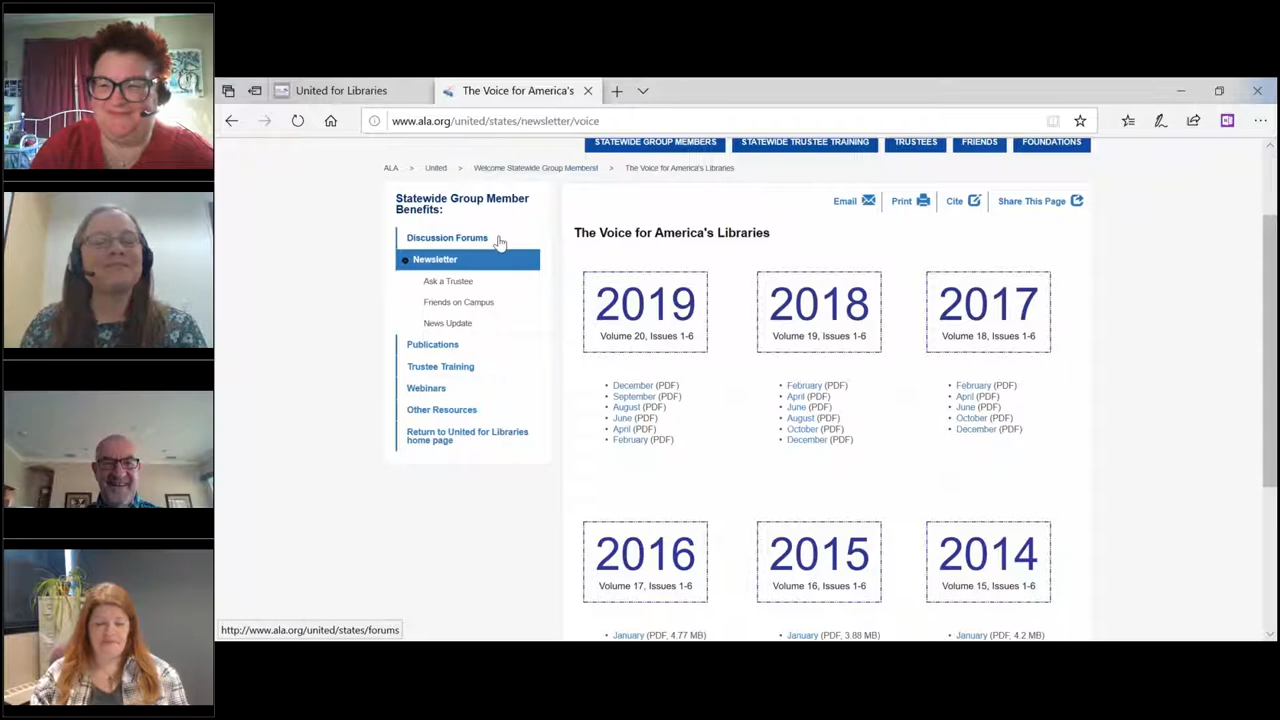 United for Libraries
The Voice for America's
www.ala.org/united/states/newsletter/voice
STATEWIDE GROUP MEMBERS
STATEWIDE TRUSTEE TRAINING
TRUSTEES
FRIENDS
FOUNDATIONS
ALA > United > Welcome Statewide Group Members! > The Voice for America's Libraries
Statewide Group Member
Benefits:
Discussion Forums
Newsletter
Ask a Trustee
Friends on Campus
News Update
Publications
Trustee Training
Webinars
Other Resources
Return to United for Libraries
home page
Email
Print
Cite
Share This Page
The Voice for America's Libraries
2019
Volume 20, Issues 1-6
• December (PDF)
• September (PDF)
• August (PDF)
• June (PDF)
• April (PDF)
• February (PDF)
2018
Volume 19, Issues 1-6
• February (PDF)
• April (PDF)
• June (PDF)
• August (PDF)
• October (PDF)
• December (PDF)
2017
Volume 18, Issues 1-6
• February (PDF)
• April (PDF)
• June (PDF)
• October (PDF)
• December (PDF)
2016
Volume 17, Issues 1-6
• January (PDF, 4.77 MB)
2015
Volume 16, Issues 1-6
• January (PDF, 3.88 MB)
2014
Volume 15, Issues 1-6
• January (PDF, 4.2 MB)
http://www.ala.org/united/states/forums